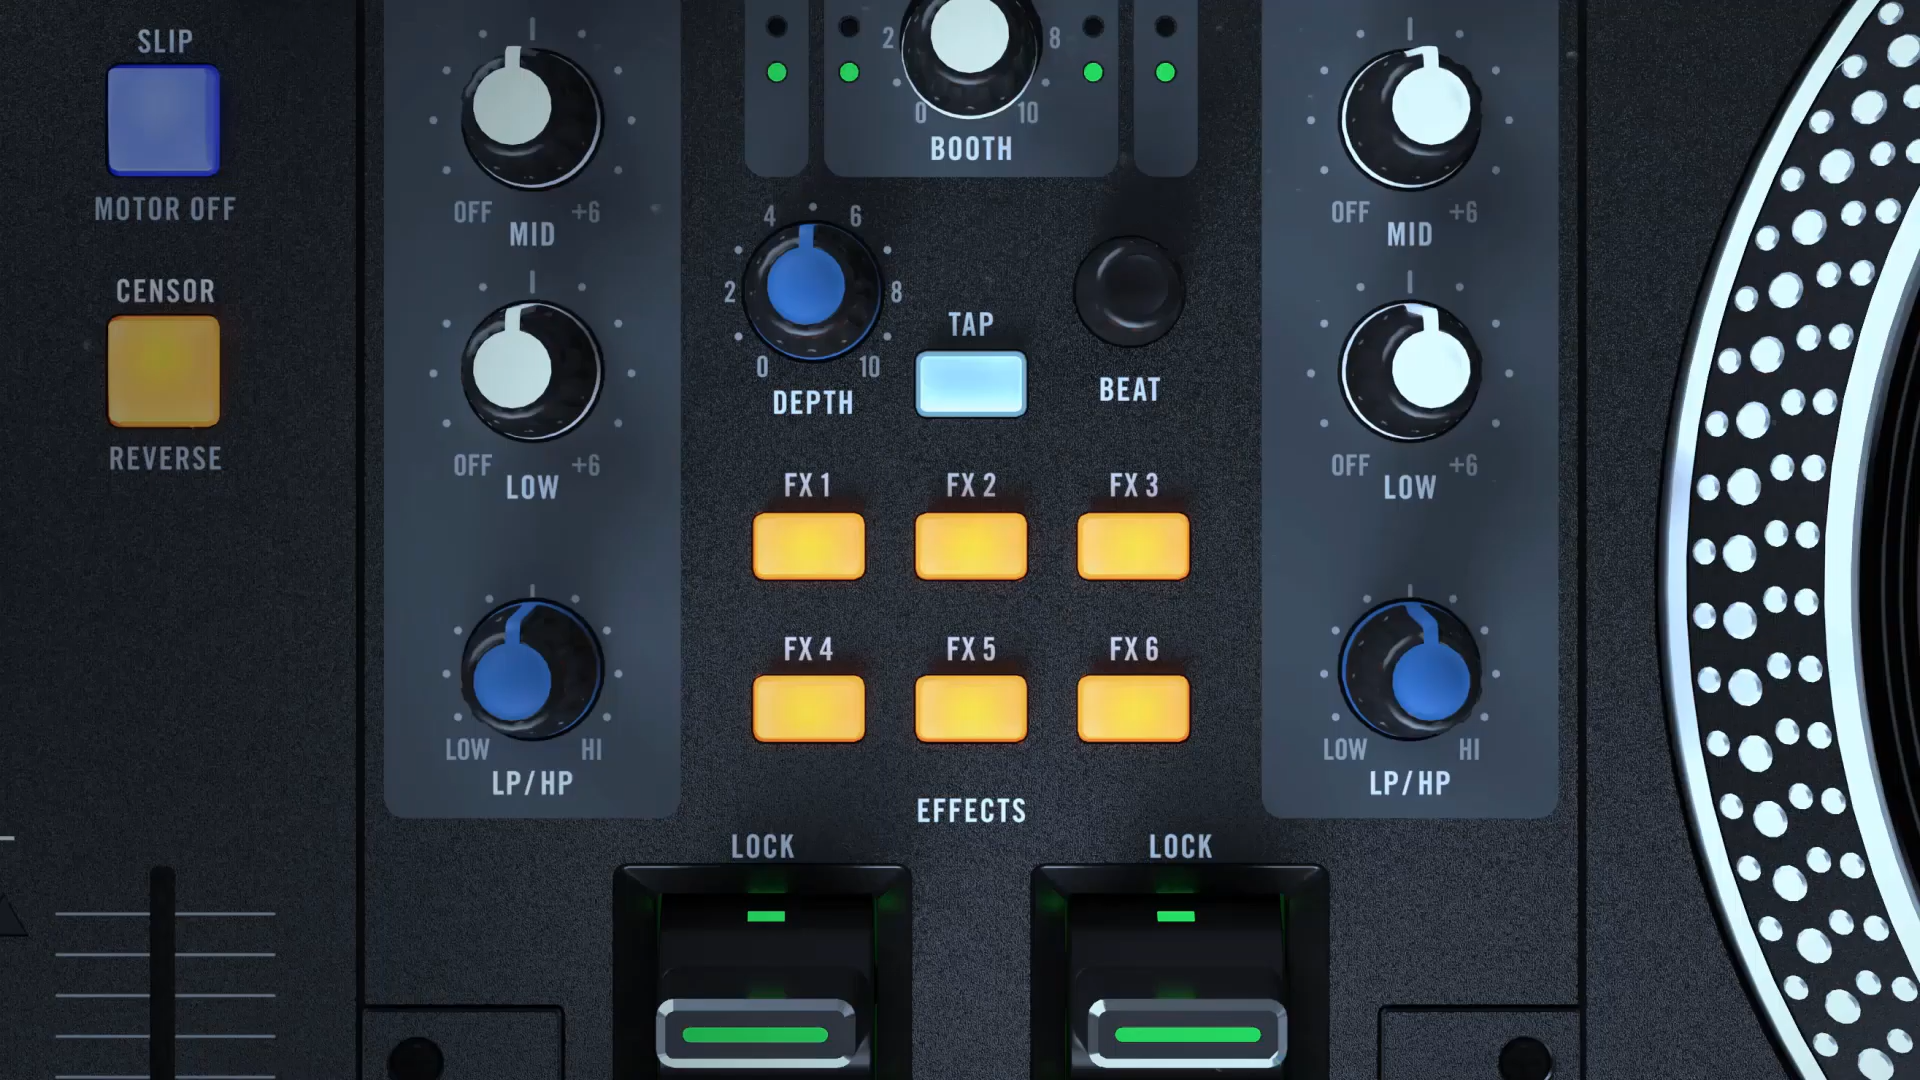 SLIP
MOTOR OFF
CENSOR
REVERSE
OFF +6
MID
OFF +6
LOW
LOW HI
LP/HP
2 8
0 10
BOOTH
4 6
2 8
0 10
DEPTH
TAP
BEAT
FX 1 FX 2 FX 3
FX 4 FX 5 FX 6
EFFECTS
LOCK LOCK
OFF +6
MID
OFF +6
LOW
LOW HI
LP/HP